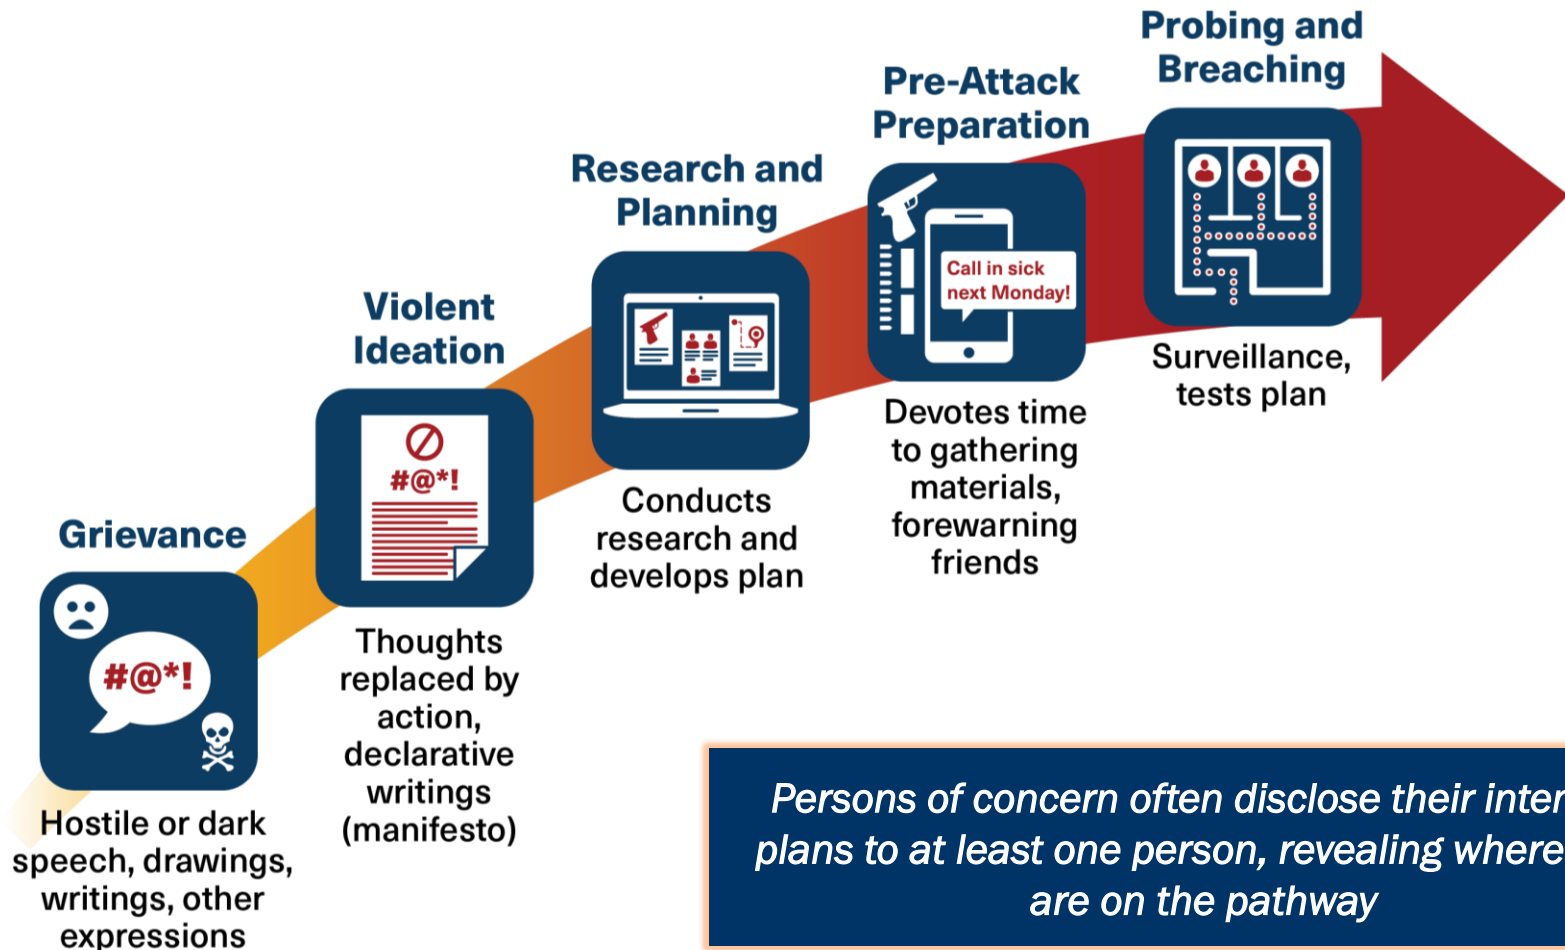 Grievance
#@*!
Hostile or dark
speech, drawings,
writings, other
expressions
Violent
Ideation
#@*!
Thoughts
replaced by
action,
declarative
writings
(manifesto)
Research and
Planning
Conducts
research and
develops plan
Pre-Attack
Preparation
Call in sick
next Monday!
Devotes time
to gathering
materials,
forewarning
friends
Probing and
Breaching
Surveillance,
tests plan
Persons of concern often disclose their
plans to at least one person, revealing where
are on the pathway